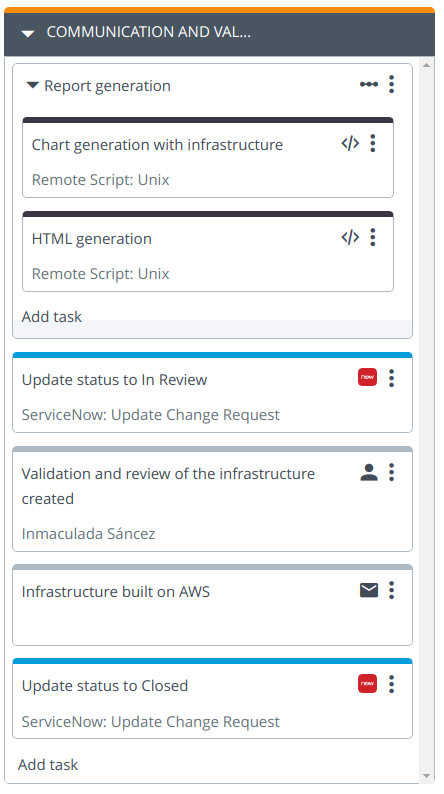 COMMUNICATION AND VAL...
Report generation
Chart generation with infrastructure
Remote Script: Unix
HTML generation
Remote Script: Unix
Add task
Update status to In Review
now
ServiceNow: Update Change Request
Validation and review of the infrastructure
created
Inmaculada Sáncez
Infrastructure built on AWS
Update status to Closed
now
ServiceNow: Update Change Request
Add task